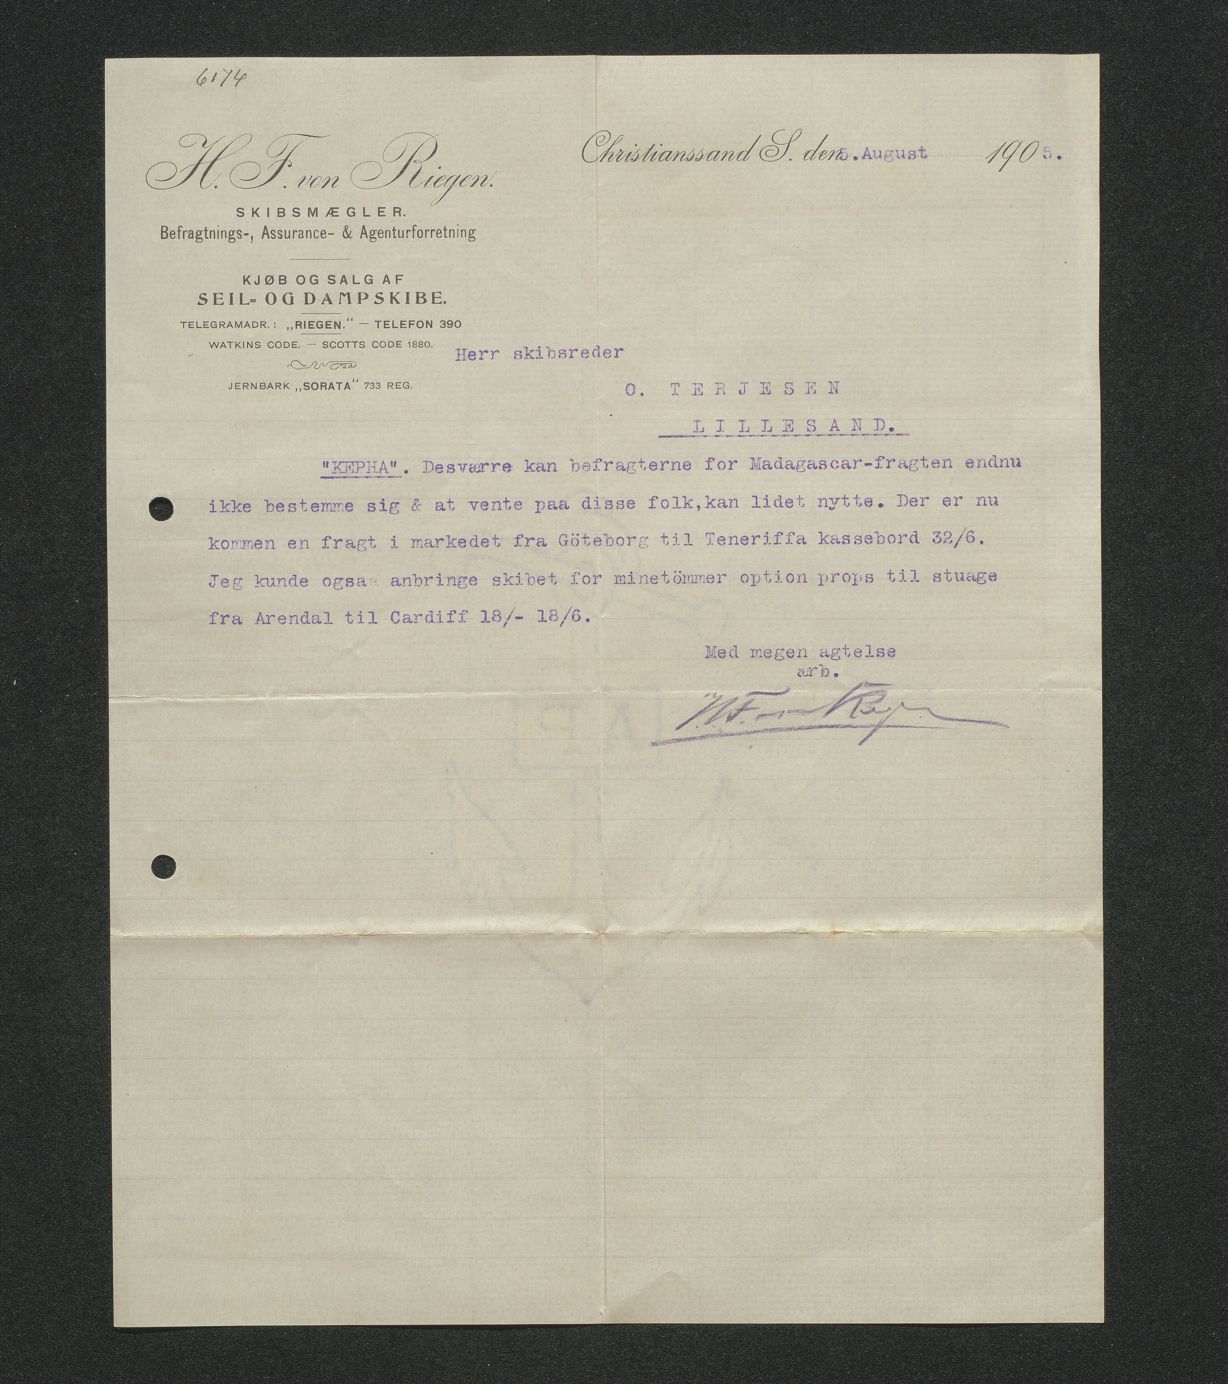 6174
H. F. von Riegen.
SKIBSMÆGLER.
Befragtnings-, Assurance- & Agenturforretning
KJØB OG SALG AF
SEIL- OG DAMPSKIBE.
TELEGRAMADR.: „RIEGEN.“ — TELEFON 390
WATKINS CODE. — SCOTTS CODE 1880.
JERNBARK „SORATA“ 733 REG.
Christianssand S. den 5. August 1905.
Herr skibsreder
O. TERJESEN
LILLESAND.
"KEPHA". Desværre kan befragterne for Madagascar-fragten endnu
ikke bestemme sig & at vente paa disse folk, kan lidet nytte. Der er nu
kommen en fragt i markedet fra Göteborg til Teneriffa kassebord 32/6.
Jeg kunde ogsaa anbringe skibet for minetömmer option props til stuage
fra Arendal til Cardiff 18/- 18/6.
Med megen agtelse
ærb.
H. F. von Riegen